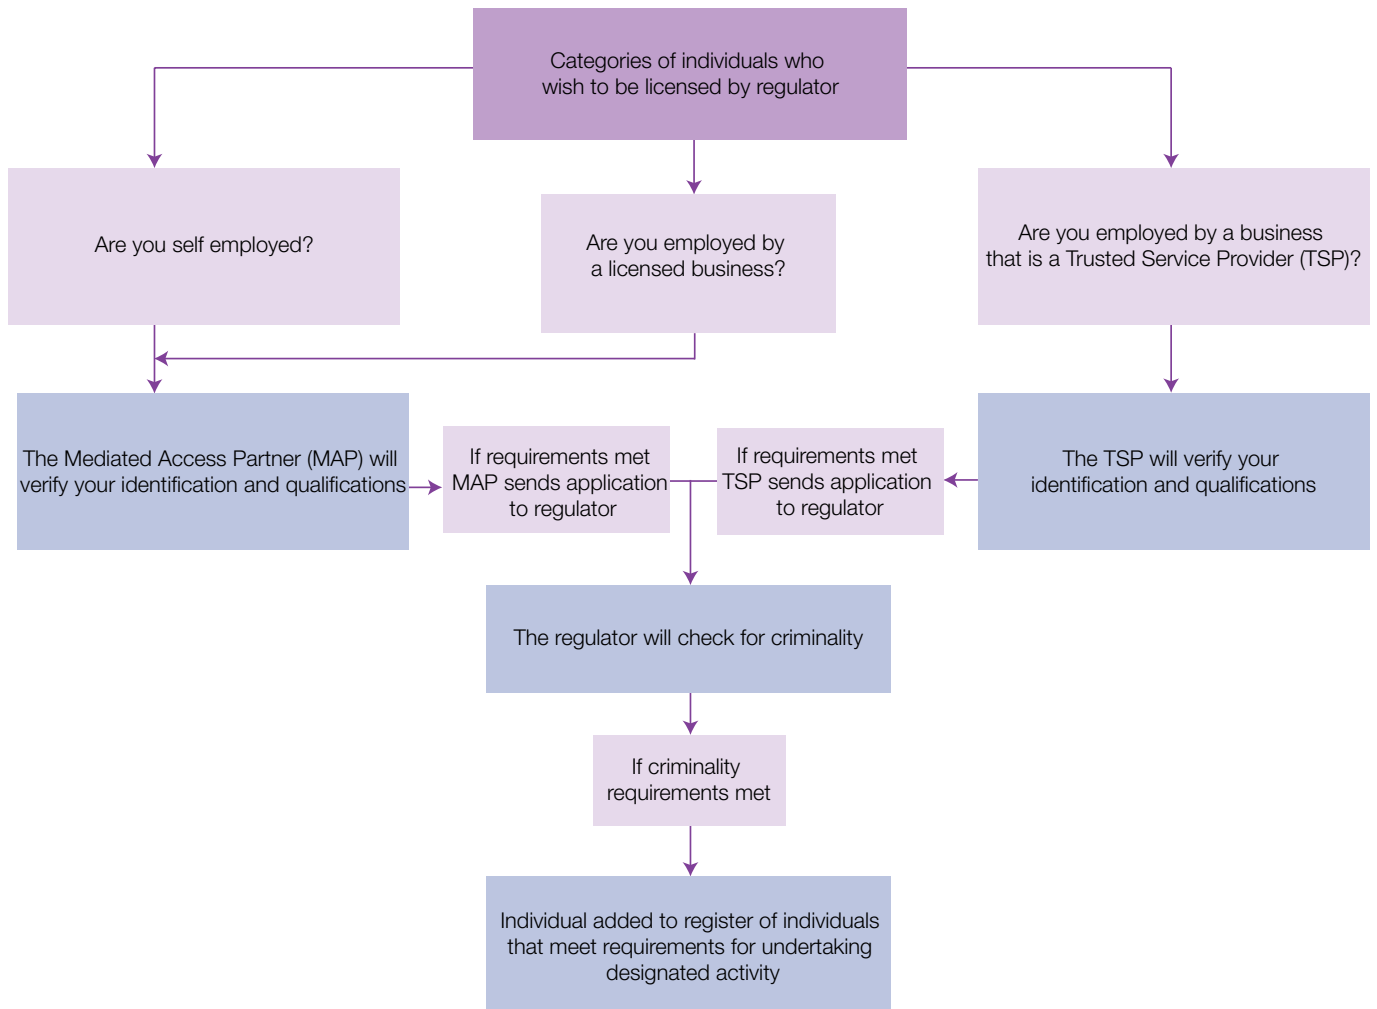 Categories of individuals who
wish to be licensed by regulator
Are you self employed?
Are you employed by
a licensed business?
Are you employed by a business
that is a Trusted Service Provider (TSP)?
The Mediated Access Partner (MAP) will
verify your identification and qualifications
If requirements met
MAP sends application
to regulator
If requirements met
TSP sends application
to regulator
The TSP will verify your
identification and qualifications
The regulator will check for criminality
If criminality
requirements met
Individual added to register of individuals
that meet requirements for undertaking
designated activity